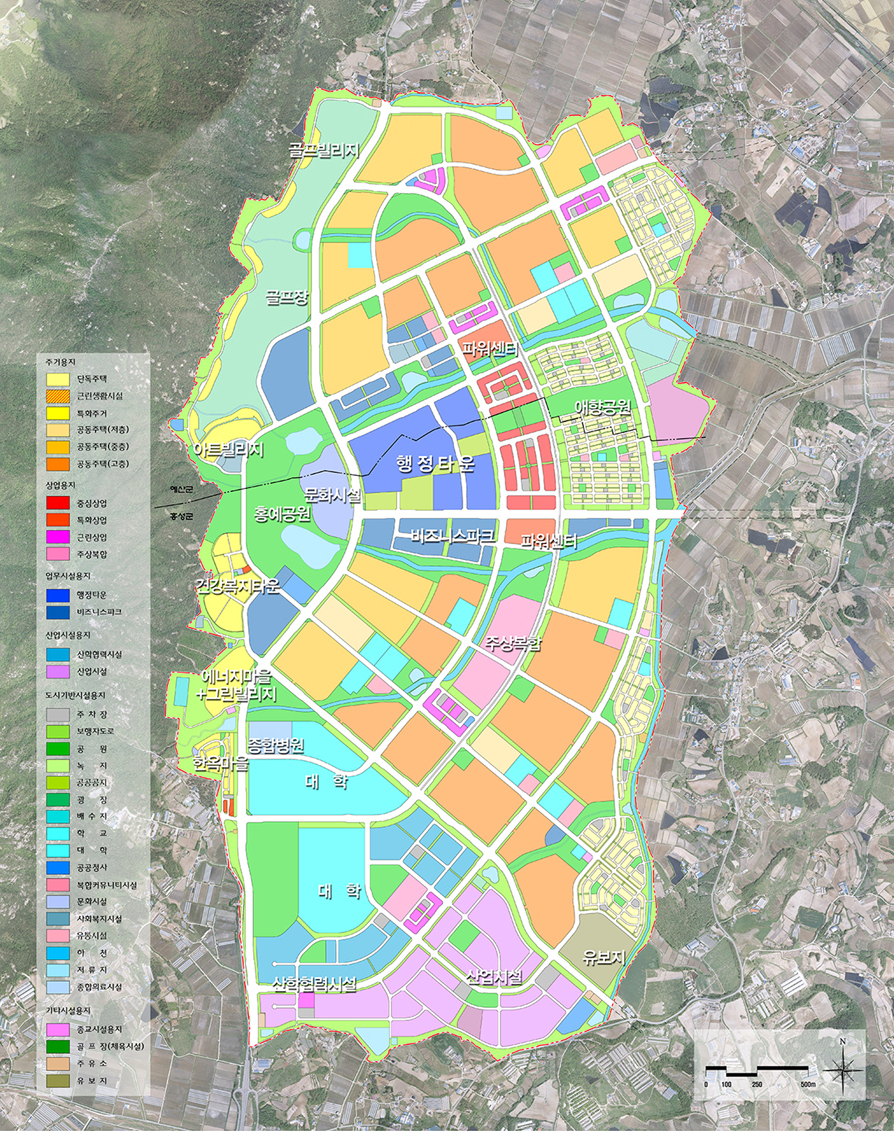 골프빌리지
골프장
파워센터
애향공원
아트빌리지
행정타운
문화시설
예산군
홍성군
홍예공원
비즈니스파크
파워센터
건강복지타운
주상복합
에너지마을
+그린빌리지
종합병원
한옥마을
대 학
대 학
유보지
산학협력시설
산업시설
주거용지
단독주택
근린생활시설
특화주거
공동주택(저층)
공동주택(중층)
공동주택(고층)
상업용지
중심상업
특화상업
근린상업
주상복합
업무시설용지
행정타운
비즈니스파크
산업시설용지
산학협력시설
산업시설
도시기반시설용지
주 차 장
보행자도로
공 원
녹 지
공공공지
광 장
배 수 지
학 교
대 학
공공청사
복합커뮤니티시설
문화시설
사회복지시설
유통시설
하 천
저 류 지
종합의료시설
기타시설용지
종교시설용지
골 프 장(체육시설)
주 유 소
유 보 지
N
0 100 250 500m